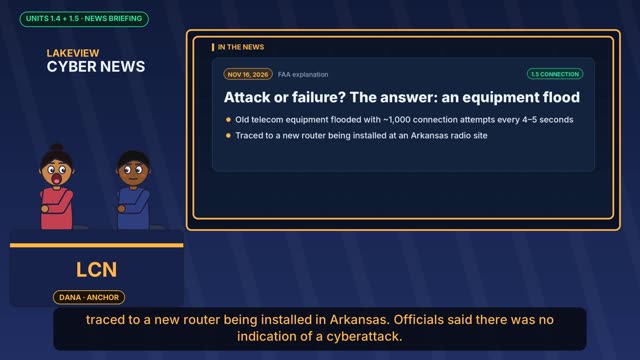 UNITS 1.4 + 1.5 · NEWS BRIEFING
LAKEVIEW
CYBER NEWS
IN THE NEWS
NOV 16, 2026
FAA explanation
1.5 CONNECTION
Attack or failure? The answer: an equipment flood
Old telecom equipment flooded with ~1,000 connection attempts every 4–5 seconds
Traced to a new router being installed at an Arkansas radio site
LCN
DANA · ANCHOR
traced to a new router being installed in Arkansas. Officials said there was no
indication of a cyberattack.